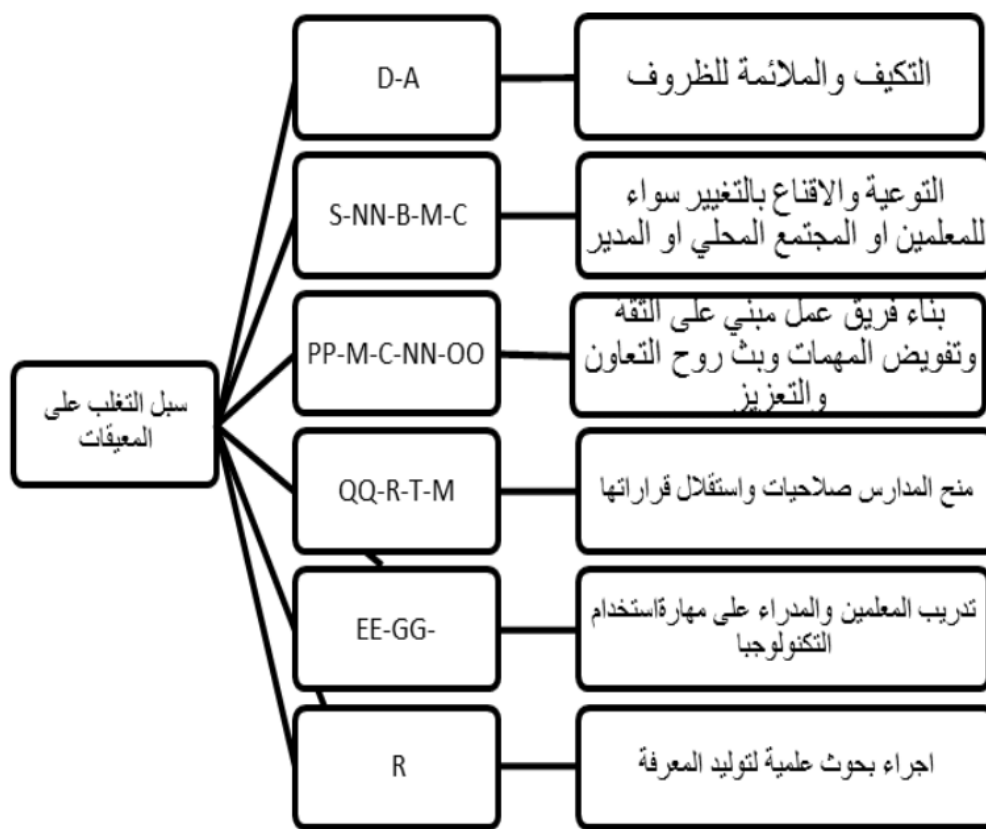 سبل التغلب على
المعيقات
D-A
التكيف والملائمة للظروف
S-NN-B-M-C
التوعية والاقناع بالتغيير سواء
للمعلمين او المجتمع المحلي او المدير
PP-M-C-NN-OO
بناء فريق عمل مبني على الثقة
وتفويض المهمات وبث روح التعاون
والتعزيز
QQ-R-T-M
منح المدارس صلاحيات واستقلال قراراتها
EE-GG-
تدريب المعلمين والمدراء على مهارةاستخدام
التكنولوجبا
R
اجراء بحوث علمية لتوليد المعرفة